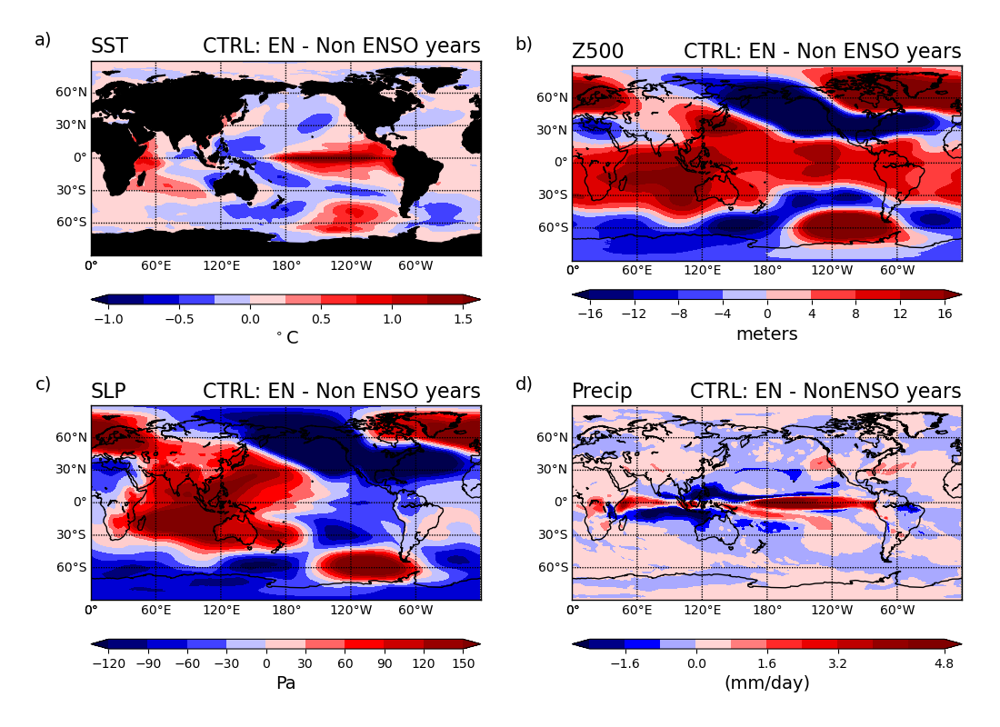 a) SST CTRL: EN - Non ENSO years
60°N
30°N
0°
30°S
60°S
0° 60°E 120°E 180° 120°W 60°W
−1.0 −0.5 0.0 0.5 1.0 1.5
°C
b) Z500 CTRL: EN - Non ENSO years
60°N
30°N
0°
30°S
60°S
0° 60°E 120°E 180° 120°W 60°W
−16 −12 −8 −4 0 4 8 12 16
meters
c) SLP CTRL: EN - Non ENSO years
60°N
30°N
0°
30°S
60°S
0° 60°E 120°E 180° 120°W 60°W
−120 −90 −60 −30 0 30 60 90 120 150
Pa
d) Precip CTRL: EN - NonENSO years
60°N
30°N
0°
30°S
60°S
0° 60°E 120°E 180° 120°W 60°W
−1.6 0.0 1.6 3.2 4.8
(mm/day)